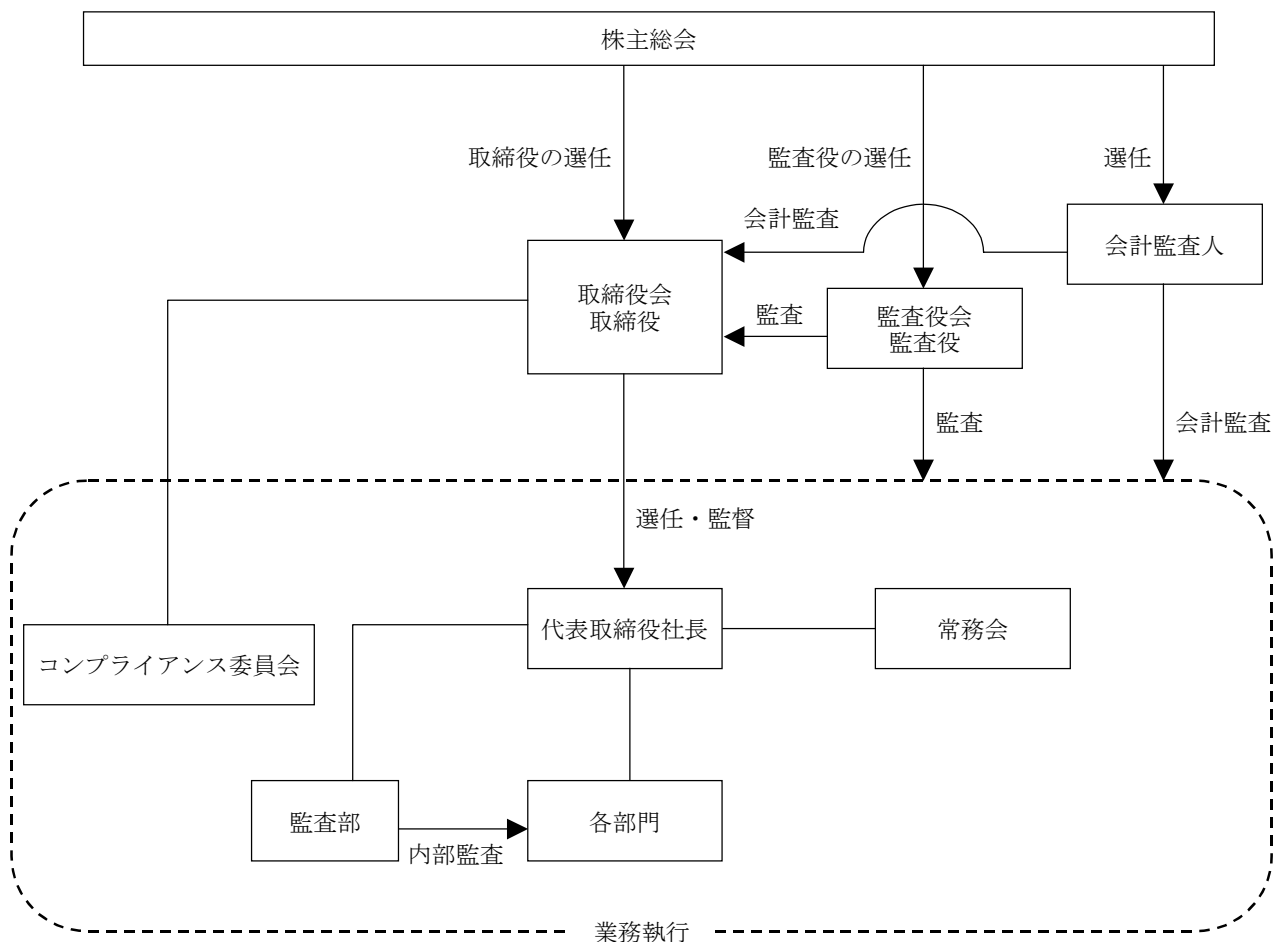 株主総会
取締役の選任
監査役の選任
選任
会計監査
会計監査人
取締役会
取締役
監査
監査役会
監査役
監査
会計監査
選任・監督
代表取締役社長
常務会
コンプライアンス委員会
監査部
各部門
内部監査
業務執行